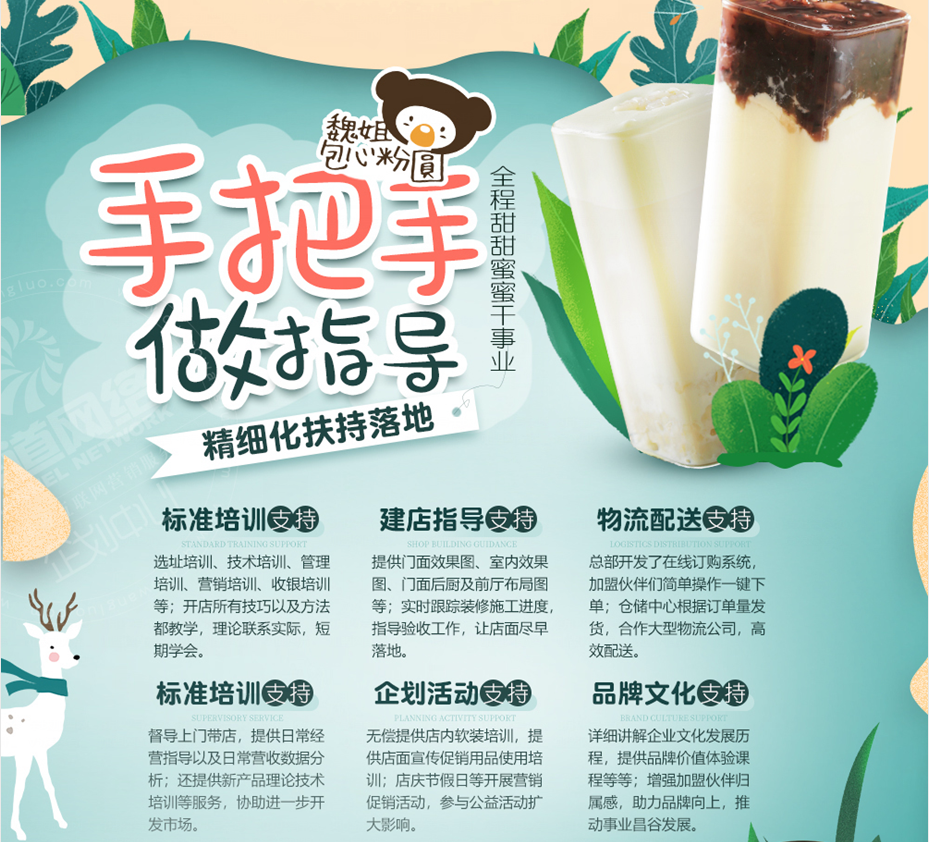 魏姐
包心粉圓
手把手
做指导
全程甜甜蜜蜜干事业
精细化扶持落地
标准培训支持
STANDARD TRAINING SUPPORT
选址培训、技术培训、管理
培训、营销培训、收银培训
等；开店所有技巧以及方法
都教学，理论联系实际，短
期学会。
建店指导支持
SHOP BUILDING GUIDANCE
提供门面效果图、室内效果
图、门面后厨及前厅布局图
等；实时跟踪装修施工进度，
指导验收工作，让店面尽早
落地。
物流配送支持
LOGISTICS DISTRIBUTION SUPPORT
总部开发了在线订购系统，
加盟伙伴们简单操作一键下
单；仓储中心根据订单量发
货，合作大型物流公司，高
效配送。
标准培训支持
SUPERVISORY SERVICE
督导上门带店，提供日常经
营指导以及日常营收数据分
析；还提供新产品理论技术
培训等服务，协助进一步开
发市场。
企划活动支持
PLANNING ACTIVITY SUPPORT
无偿提供店内软装培训，提
供店面宣传促销用品使用培
训；店庆节假日等开展营销
促销活动，参与公益活动扩
大影响。
品牌文化支持
BRAND CULTURE SUPPORT
详细讲解企业文化发展历
程，提供品牌价值体验课
程等等；增强加盟伙伴归
属感，助力品牌向上，推
动事业昌谷发展。